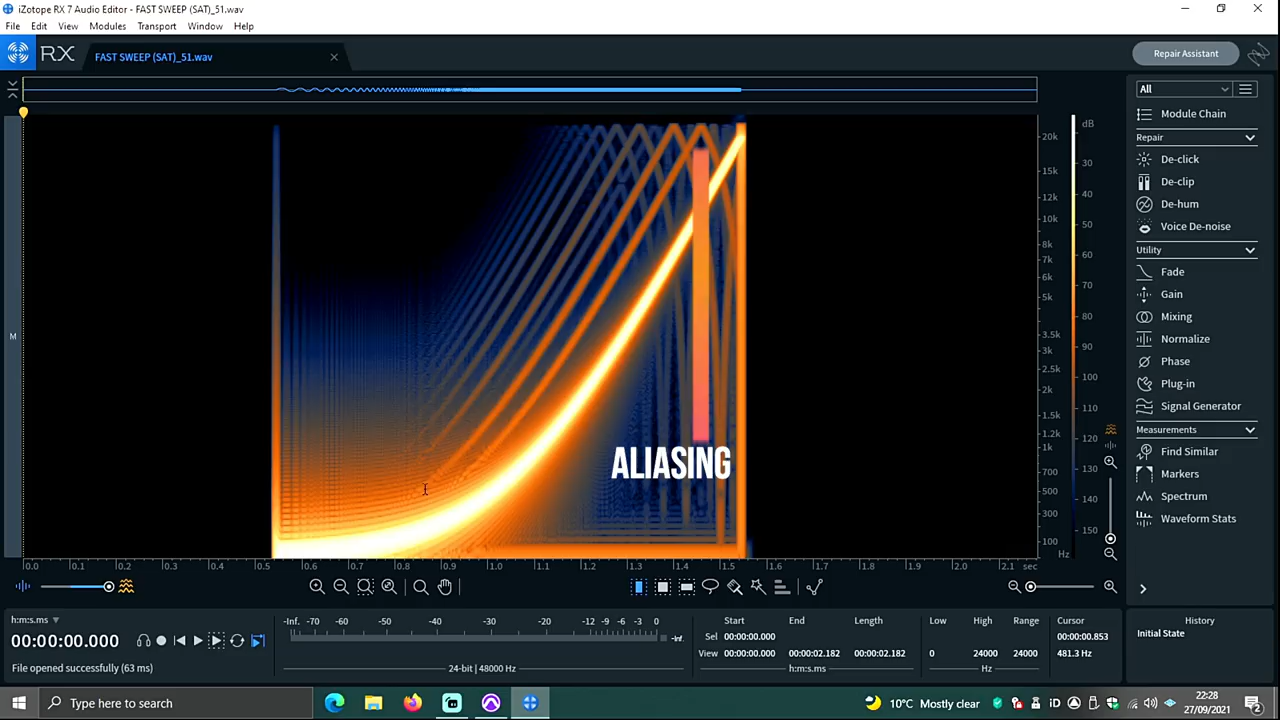 iZotope RX 7 Audio Editor - FAST SWEEP (SAT)_51.wav
File Edit View Modules Transport Window Help
RX FAST SWEEP (SAT)_51.wav
Repair Assistant
All
Module Chain
Repair
De-click
De-clip
De-hum
Voice De-noise
Utility
Fade
Gain
Mixing
Normalize
Phase
Plug-in
Signal Generator
Measurements
Find Similar
Markers
Spectrum
Waveform Stats
dB
30
40
50
60
70
80
90
100
110
120
130
140
150
20k
15k
12k
10k
8k
7k
6k
5k
3.5k
3k
2.5k
2k
1.5k
1.2k
1k
700
500
300
100
Hz
M
ALIASING
0.0 0.1 0.2 0.3 0.4 0.5 0.6 0.7 0.8 0.9 1.0 1.1 1.2 1.3 1.4 1.5 1.6 1.7 1.8 1.9 2.0 2.1 sec
h:m:s.ms
00:00:00.000
File opened successfully (63 ms)
-Inf. -70 -60 -50 -40 -30 -20 -12 -9 -6 -3 0
-Inf.
24-bit | 48000 Hz
Start End Length
Sel 00:00:00.000
View 00:00:00.000 00:00:02.182 00:00:02.182
h:m:s.ms
Low High Range
0 24000 24000
Hz
Cursor
00:00:00.853
481.3 Hz
History
Initial State
Type here to search
10°C Mostly clear
iD
22:28
27/09/2021
2